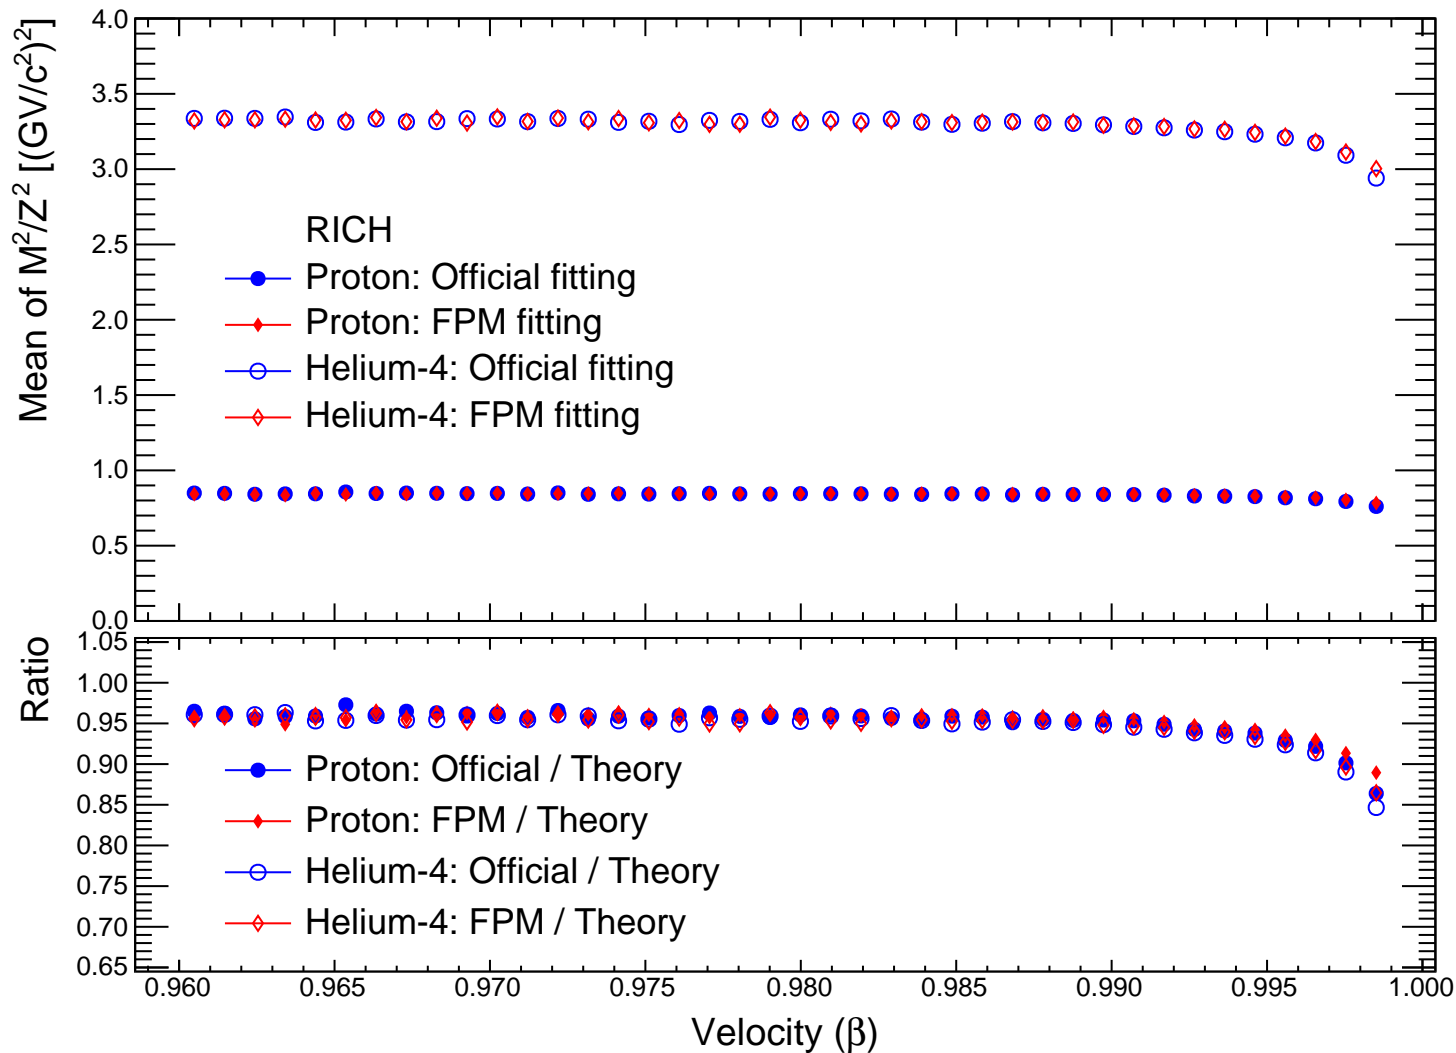 Mean of M²/Z² [(GV/c²)²]
4.0
3.5
3.0
2.5
2.0
1.5
1.0
0.5
0.0
RICH
Proton: Official fitting
Proton: FPM fitting
Helium-4: Official fitting
Helium-4: FPM fitting
Ratio
1.05
1.00
0.95
0.90
0.85
0.80
0.75
0.70
0.65
Proton: Official / Theory
Proton: FPM / Theory
Helium-4: Official / Theory
Helium-4: FPM / Theory
0.960 0.965 0.970 0.975 0.980 0.985 0.990 0.995 1.000
Velocity (β)